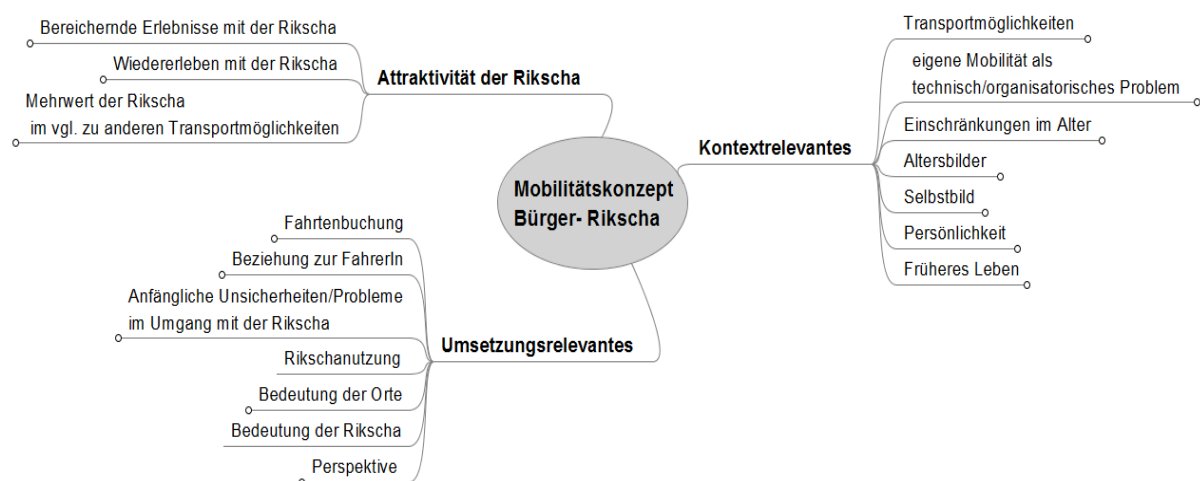 Bereichernde Erlebnisse mit der Rikscha
Wiedererleben mit der Rikscha
Mehrwert der Rikscha
im vgl. zu anderen Transportmöglichkeiten
Attraktivität der Rikscha
Mobilitätskonzept
Bürger- Rikscha
Kontextrelevantes
Transportmöglichkeiten
eigene Mobilität als
technisch/organisatorisches Problem
Einschränkungen im Alter
Altersbilder
Selbstbild
Persönlichkeit
Früheres Leben
Umsetzungsrelevantes
Fahrtenbuchung
Beziehung zur FahrerIn
Anfängliche Unsicherheiten/Probleme
im Umgang mit der Rikscha
Rikschanutzung
Bedeutung der Orte
Bedeutung der Rikscha
Perspektive